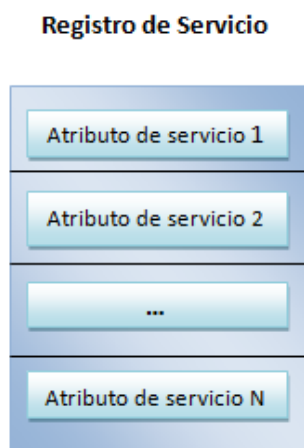 Registro de Servicio
Atributo de servicio 1
Atributo de servicio 2
...
Atributo de servicio N